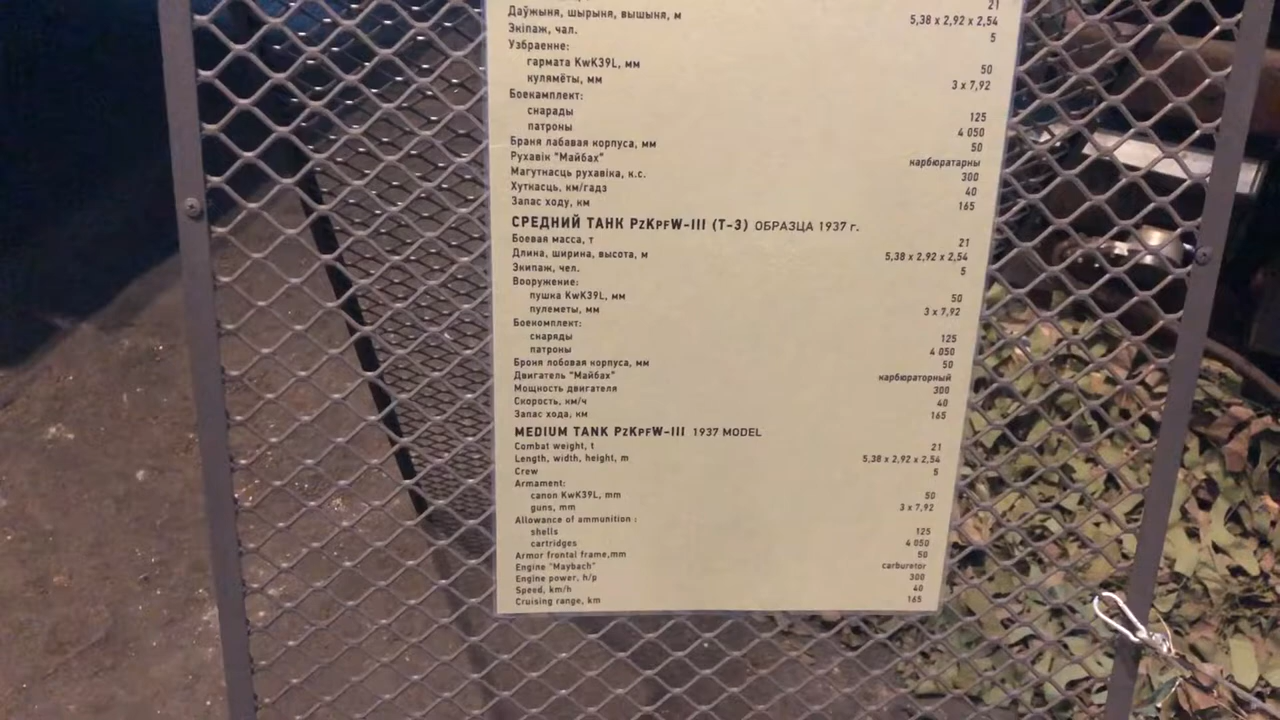 21
Даўжыня, шырыня, вышыня, м 5,38 x 2,92 x 2,54
Экіпаж, чал. 5
Узбраенне:
гармата KwK39L, мм 50
кулямёты, мм 3 x 7,92
Боекамплект:
снарады 125
патроны 4 050
Браня лабавая корпуса, мм 50
Рухавік "Майбах" карбюратарны
Магутнасць рухавіка, к.с. 300
Хуткасць, км/гадз 40
Запас ходу, км 165
СРЕДНИЙ ТАНК PzKpfW-III (Т-3) ОБРАЗЦА 1937 г.
Боевая масса, т 21
Длина, ширина, высота, м 5,38 x 2,92 x 2,54
Экипаж, чел. 5
Вооружение:
пушка KwK39L, мм 50
пулеметы, мм 3 x 7,92
Боекомплект:
снаряды 125
патроны 4 050
Броня лобовая корпуса, мм 50
Двигатель "Майбах" карбюраторный
Мощность двигателя 300
Скорость, км/ч 40
Запас хода, км 165
MEDIUM TANK PzKpfW-III 1937 MODEL
Combat weight, t 21
Length, width, height, m 5,38 x 2,92 x 2,54
Crew 5
Armament:
canon KwK39L, mm 50
guns, mm 3 x 7,92
Allowance of ammunition :
shells 125
cartridges 4 050
Armor frontal frame,mm 50
Engine "Maybach" carburetor
Engine power, h/p 300
Speed, km/h 40
Cruising range, km 165